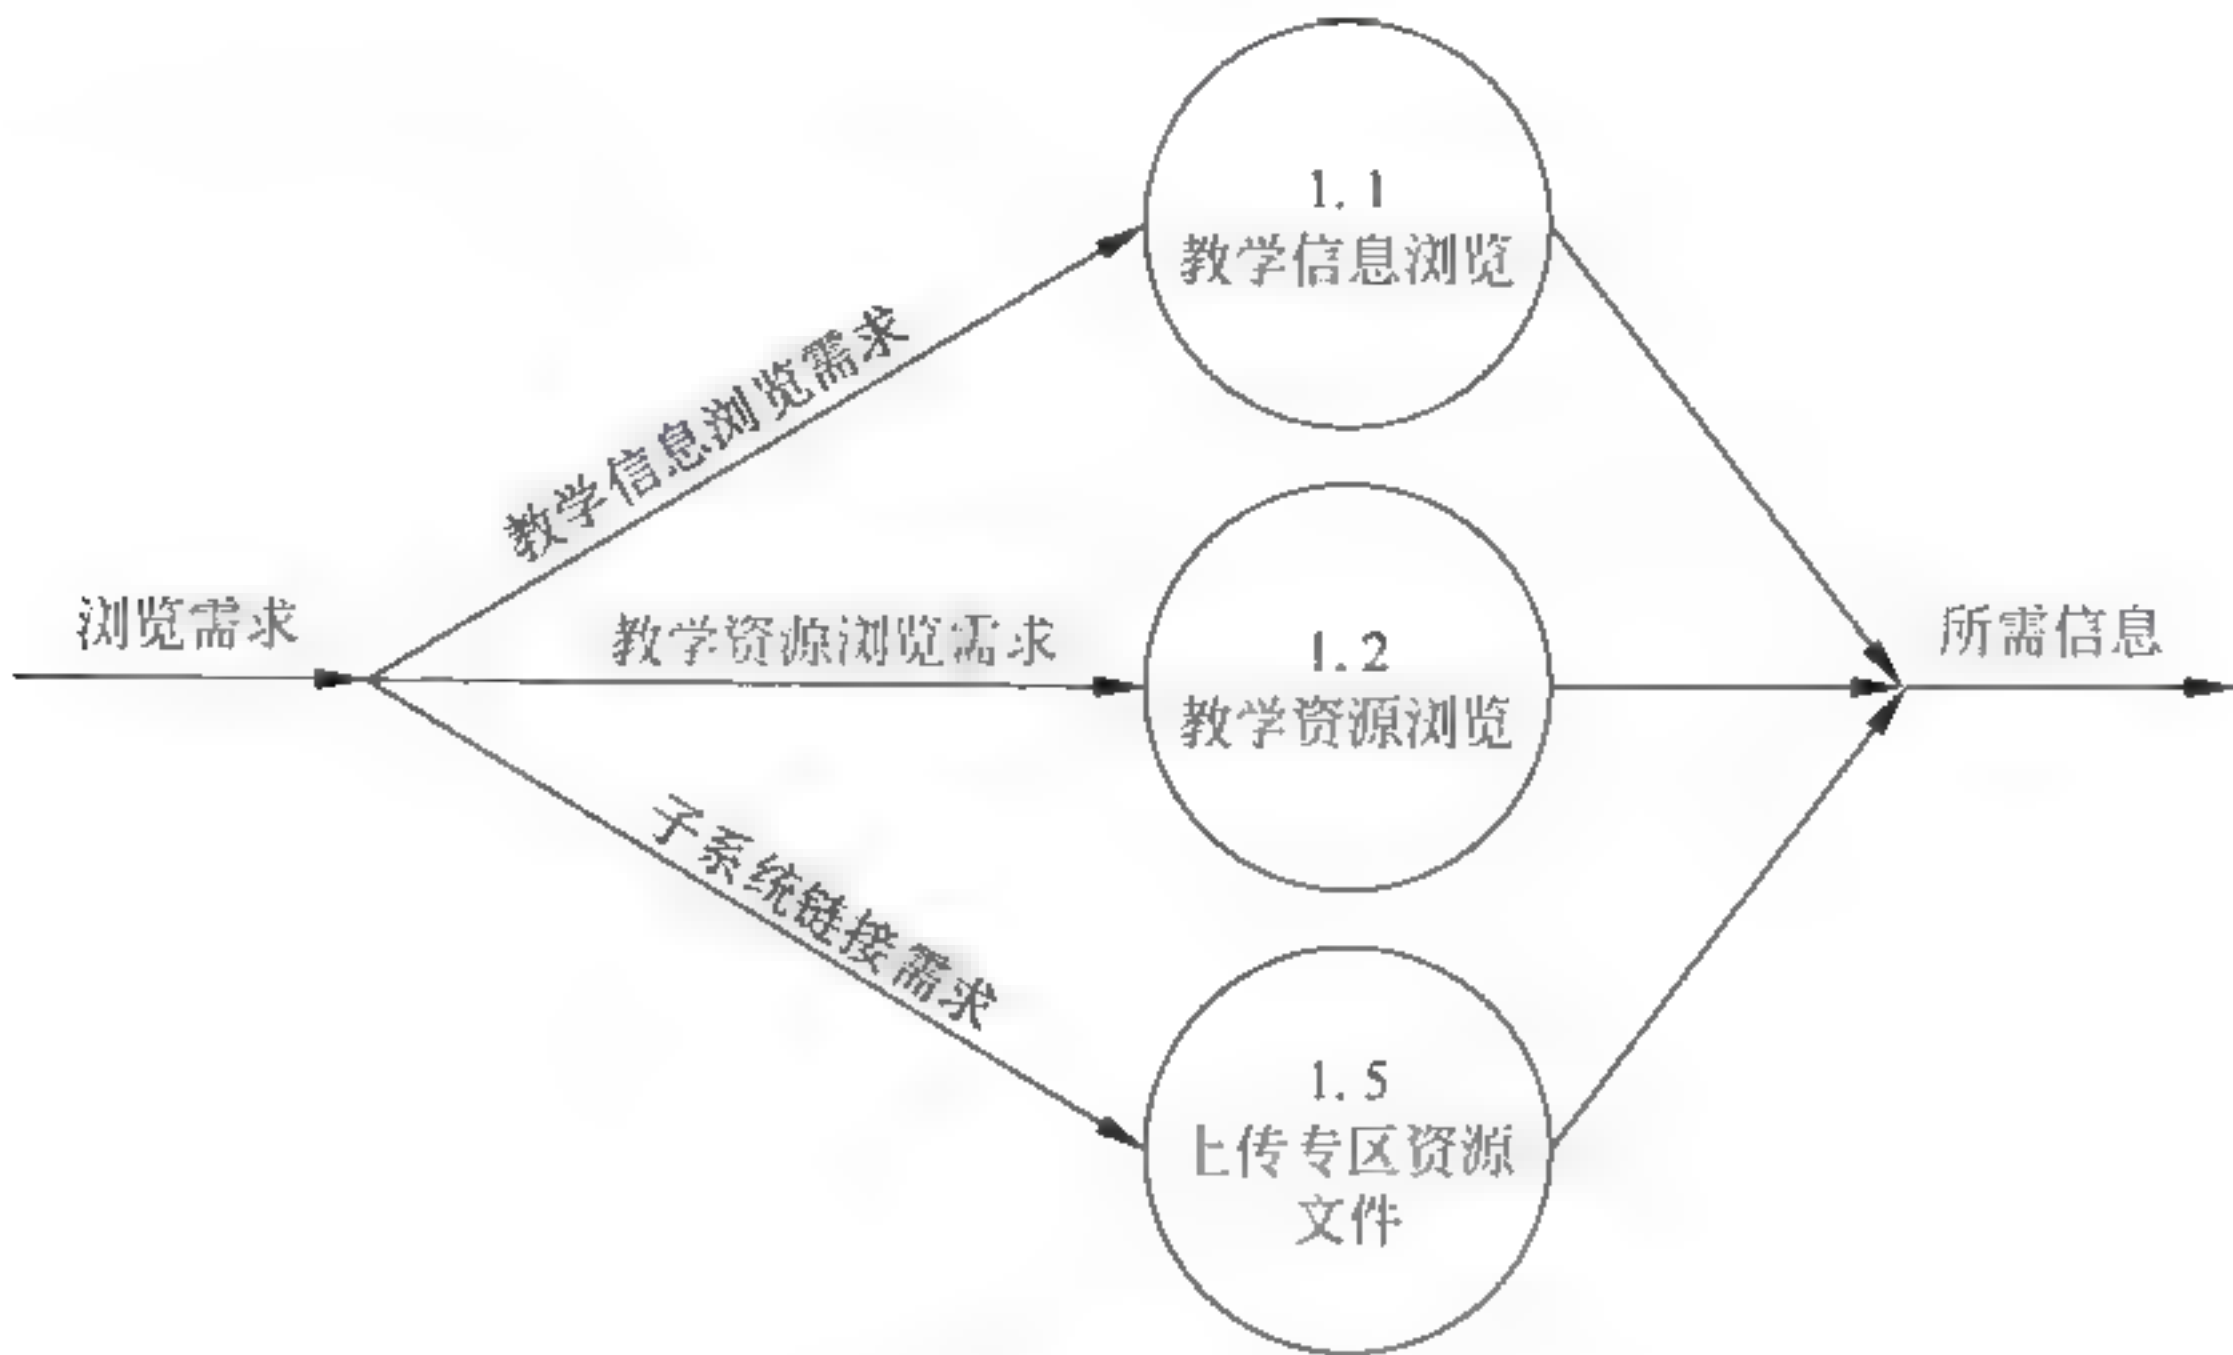 1.1
教学信息浏览
教学信息浏览需求
浏览需求
教学资源浏览需求
1.2
教学资源浏览
所需信息
子系统链接需求
1.5
上传专区资源
文件